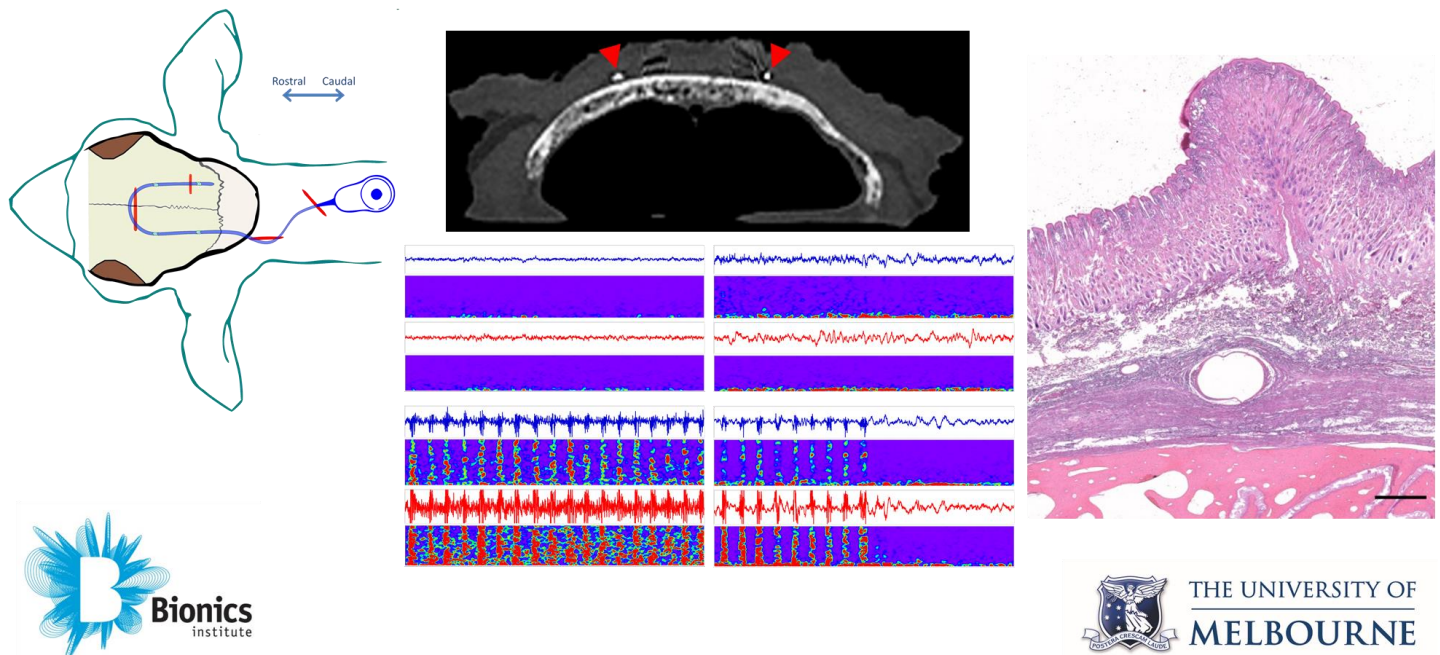 Rostral Caudal
Bionics
institute
POSTERA CRESCAM LAUDE
THE UNIVERSITY OF
MELBOURNE